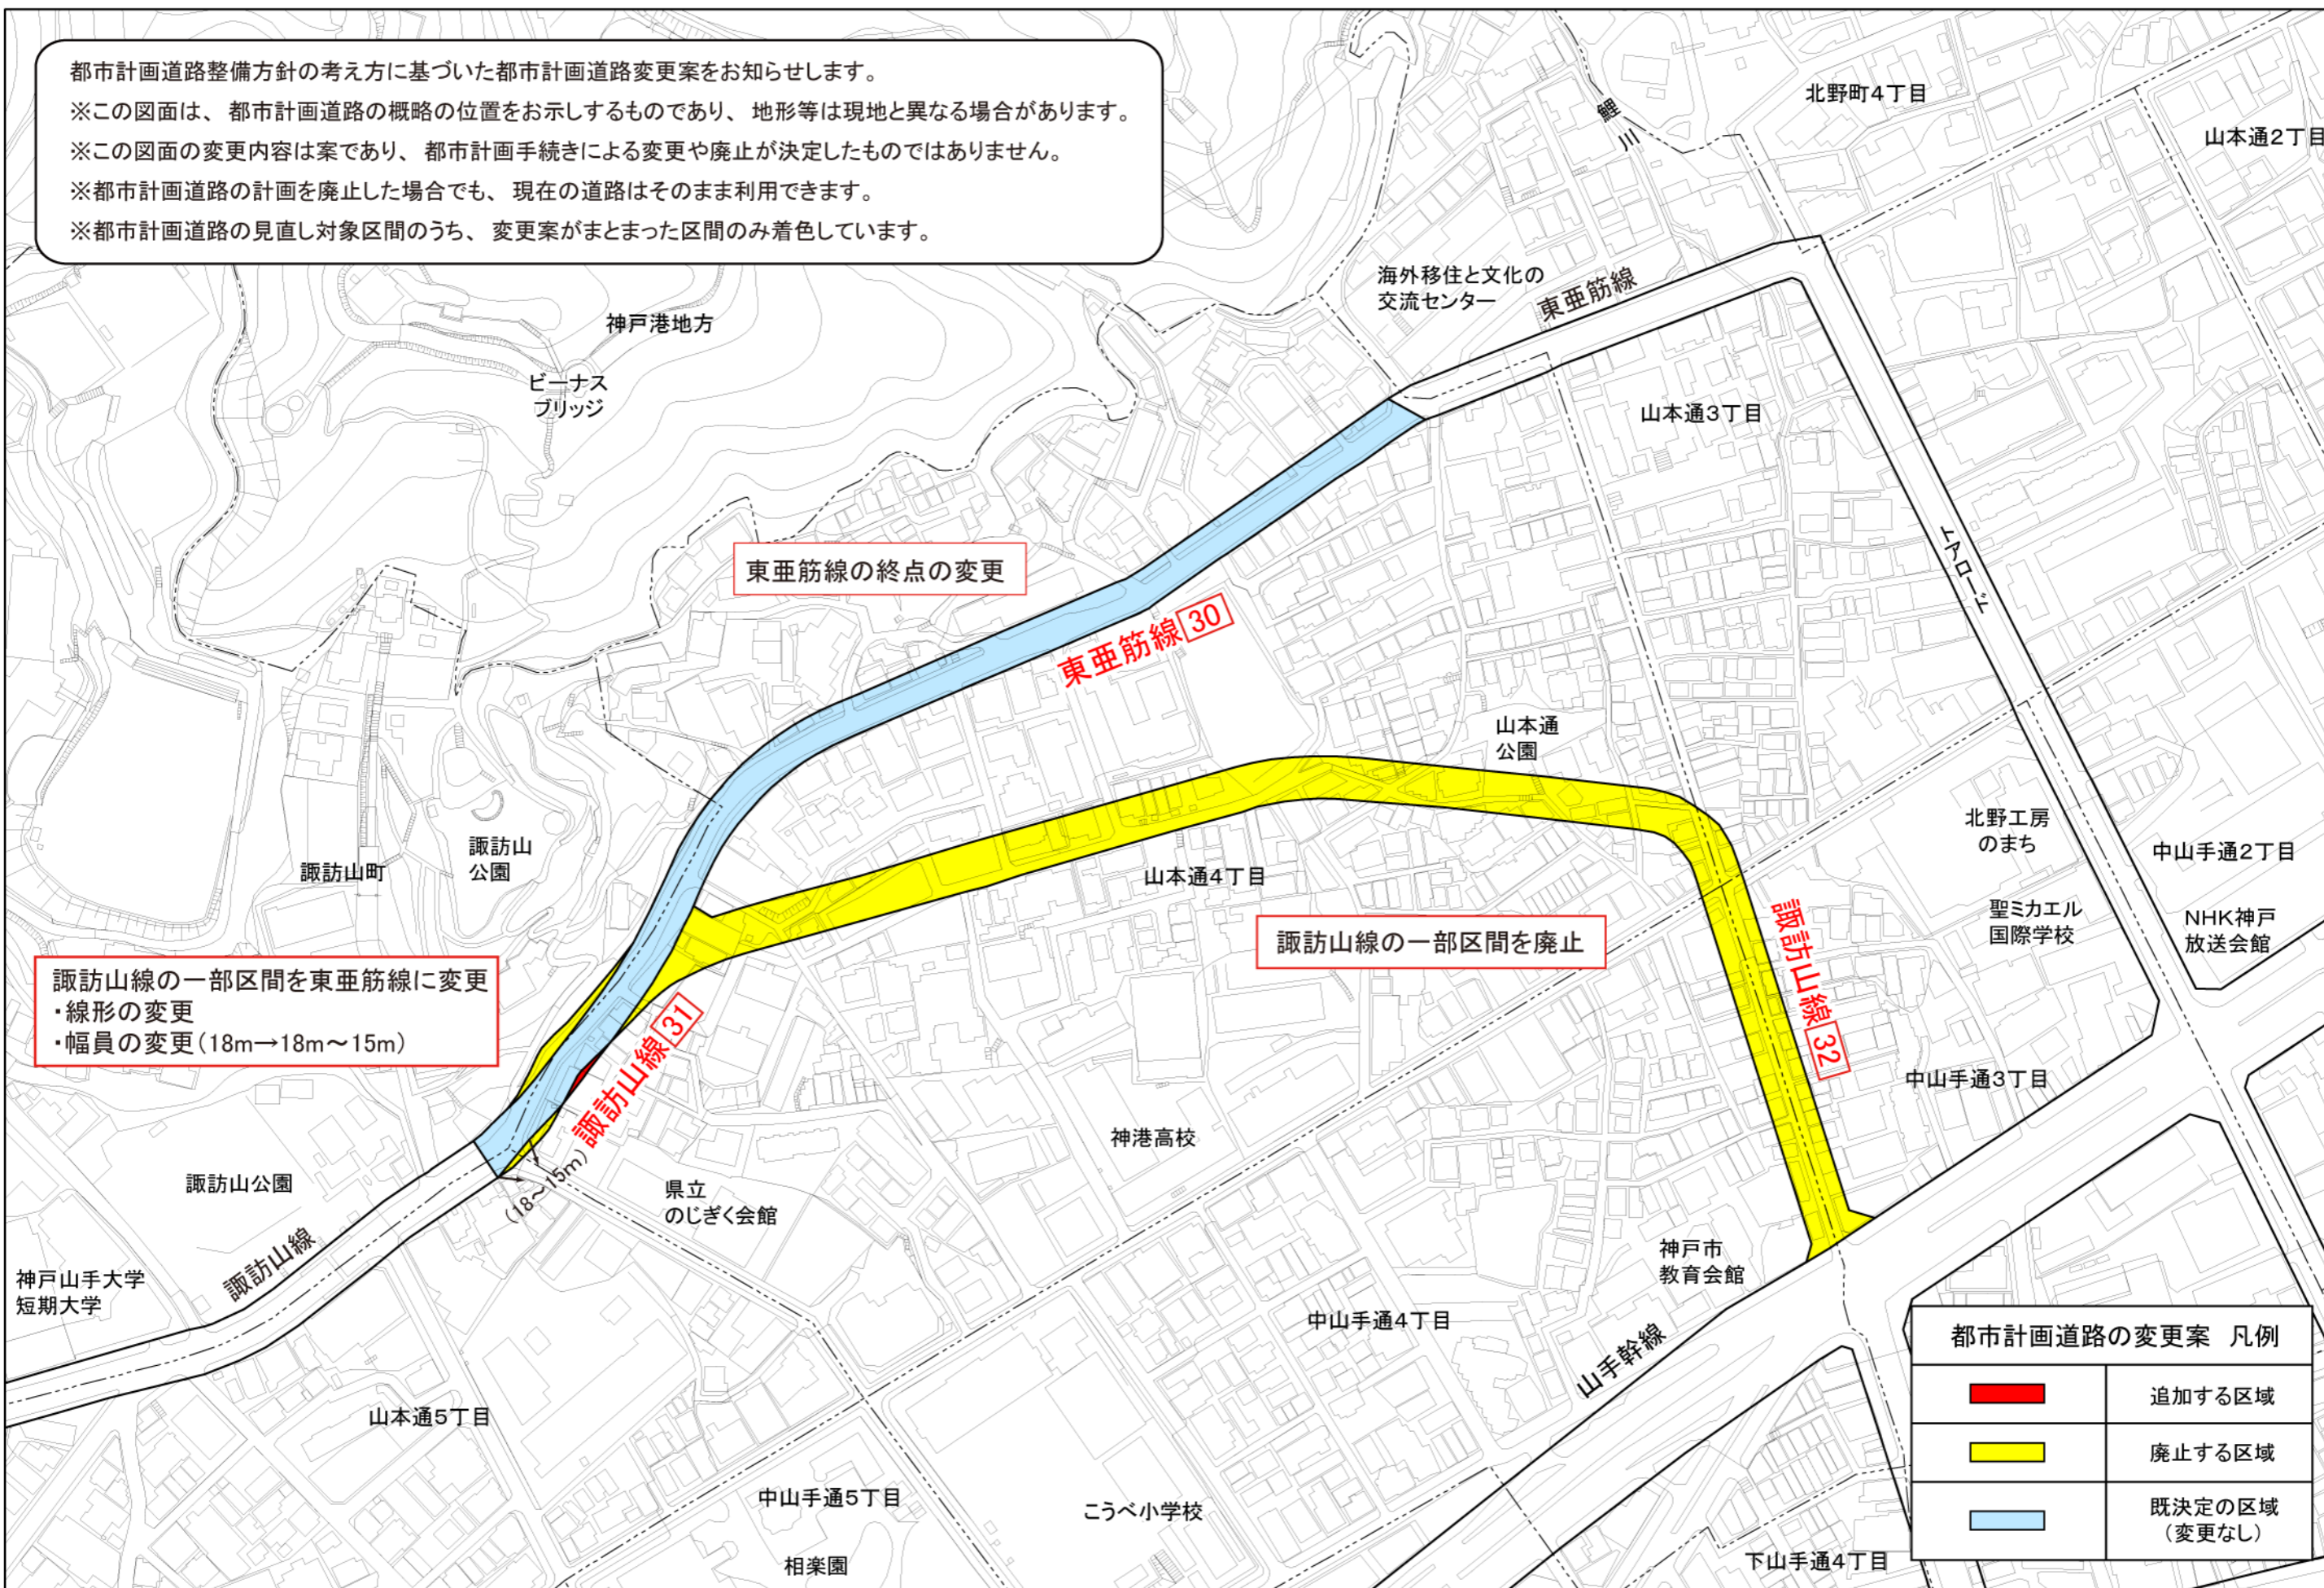 都市計画道路整備方針の考え方に基づいた都市計画道路変更案をお知らせします。
※この図面は、都市計画道路の概略の位置をお示しするものであり、地形等は現地と異なる場合があります。
※この図面の変更内容は案であり、都市計画手続きによる変更や廃止が決定したものではありません。
※都市計画道路の計画を廃止した場合でも、現在の道路はそのまま利用できます。
※都市計画道路の見直し対象区間のうち、変更案がまとまった区間のみ着色しています。
北野町4丁目
鯉川
山本通2丁目
海外移住と文化の
交流センター
東亜筋線
神戸港地方
ビーナス
ブリッジ
山本通3丁目
トアロード
東亜筋線の終点の変更
東亜筋線30
山本通
公園
諏訪山町
諏訪山
公園
山本通4丁目
北野工房
のまち
中山手通2丁目
聖ミカエル
国際学校
NHK神戸
放送会館
諏訪山線の一部区間を廃止
諏訪山線32
諏訪山線の一部区間を東亜筋線に変更
・線形の変更
・幅員の変更(18m→18m～15m)
諏訪山線31
(18～15m)
中山手通3丁目
神港高校
諏訪山公園
県立
のじぎく会館
諏訪山線
神戸山手大学
短期大学
神戸市
教育会館
中山手通4丁目
山手幹線
山本通5丁目
中山手通5丁目
こうべ小学校
相楽園
下山手通4丁目
都市計画道路の変更案 凡例
追加する区域
廃止する区域
既決定の区域
(変更なし)